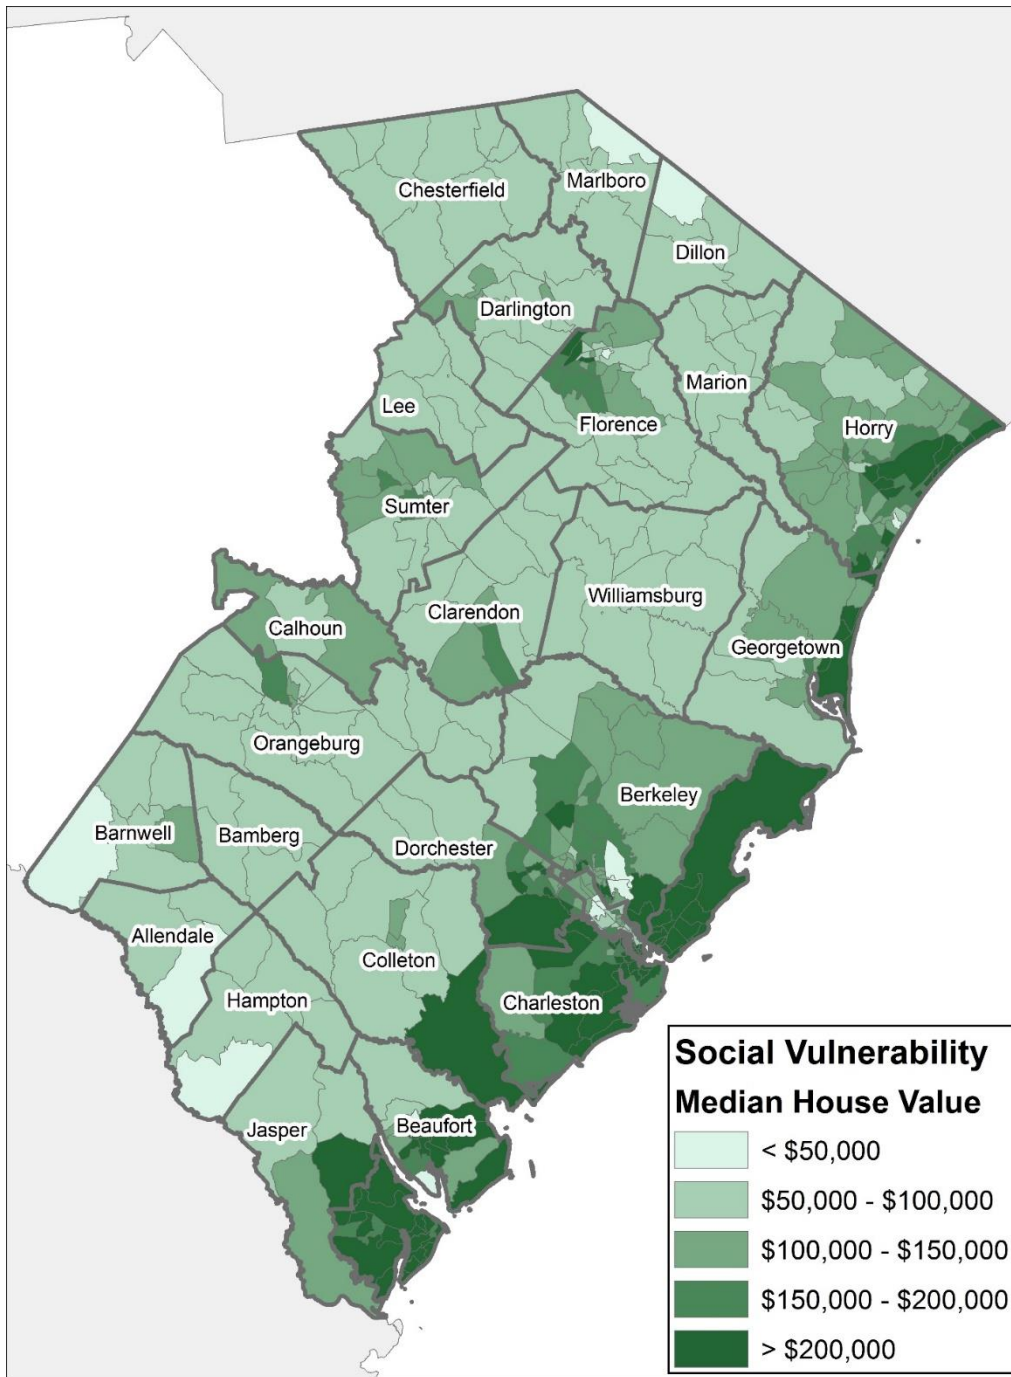 Chesterfield
Marlboro
Dillon
Darlington
Marion
Lee
Florence
Horry
Sumter
Williamsburg
Clarendon
Calhoun
Georgetown
Orangeburg
Berkeley
Barnwell
Bamberg
Dorchester
Allendale
Colleton
Hampton
Charleston
Beaufort
Jasper
Social Vulnerability
Median House Value
< $50,000
$50,000 - $100,000
$100,000 - $150,000
$150,000 - $200,000
> $200,000